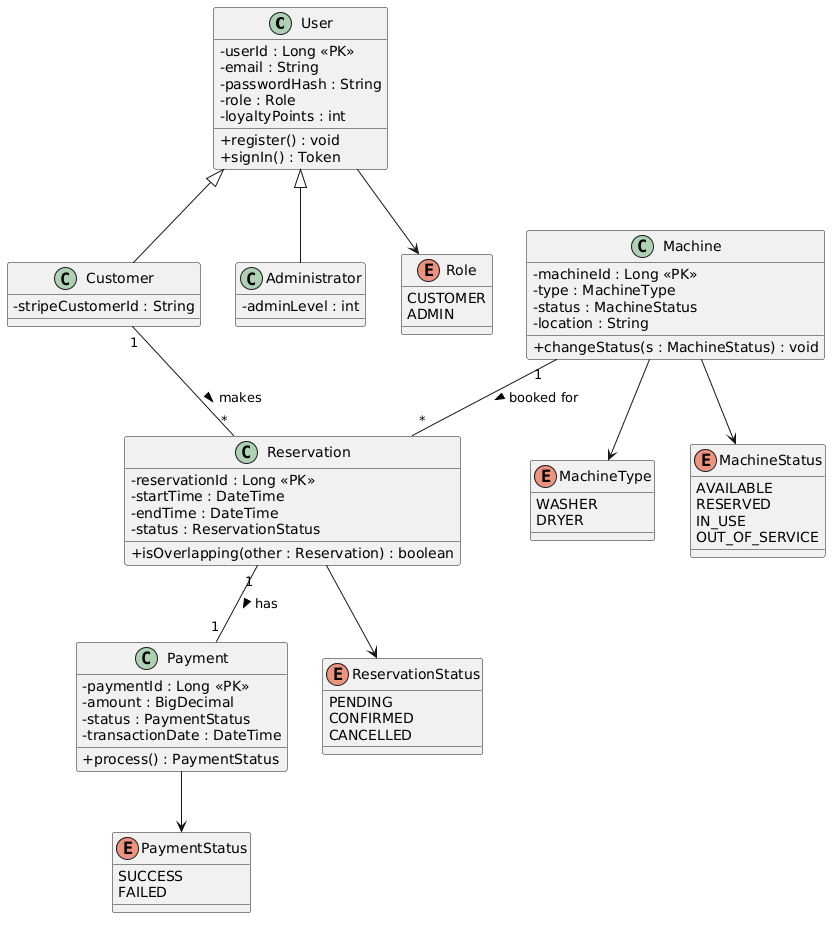 C User
-userId : Long «PK»
-email : String
-passwordHash : String
-role : Role
-loyaltyPoints : int
+register() : void
+signIn() : Token
C Customer
-stripeCustomerId : String
C Administrator
-adminLevel : int
E Role
CUSTOMER
ADMIN
C Machine
-machineId : Long «PK»
-type : MachineType
-status : MachineStatus
-location : String
+changeStatus(s : MachineStatus) : void
1
makes
*
1
booked for
*
C Reservation
-reservationId : Long «PK»
-startTime : DateTime
-endTime : DateTime
-status : ReservationStatus
+isOverlapping(other : Reservation) : boolean
E MachineType
WASHER
DRYER
E MachineStatus
AVAILABLE
RESERVED
IN_USE
OUT_OF_SERVICE
1
has
1
C Payment
-paymentId : Long «PK»
-amount : BigDecimal
-status : PaymentStatus
-transactionDate : DateTime
+process() : PaymentStatus
E ReservationStatus
PENDING
CONFIRMED
CANCELLED
E PaymentStatus
SUCCESS
FAILED